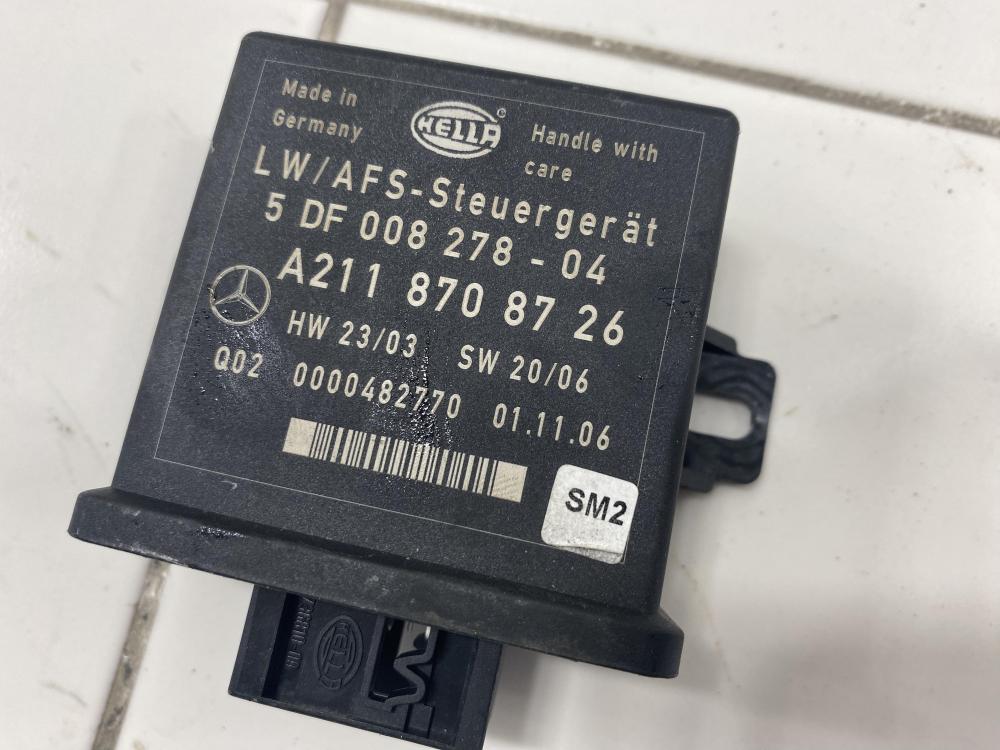 Made in
Germany
HELLA
©
Handle with
care
LW/AFS-Steuergerät
5 DF 008 278 - 04
A211 870 87 26
HW 23/03 SW 20/06
Q02 0000482770 01.11.06
SM2
HELLA